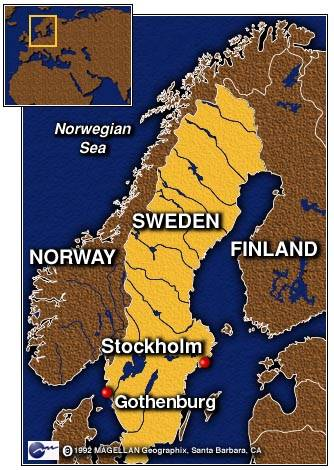 Norwegian
Sea
SWEDEN
NORWAY
FINLAND
Stockholm
Gothenburg
© 1992 MAGELLAN Geographix, Santa Barbara, CA